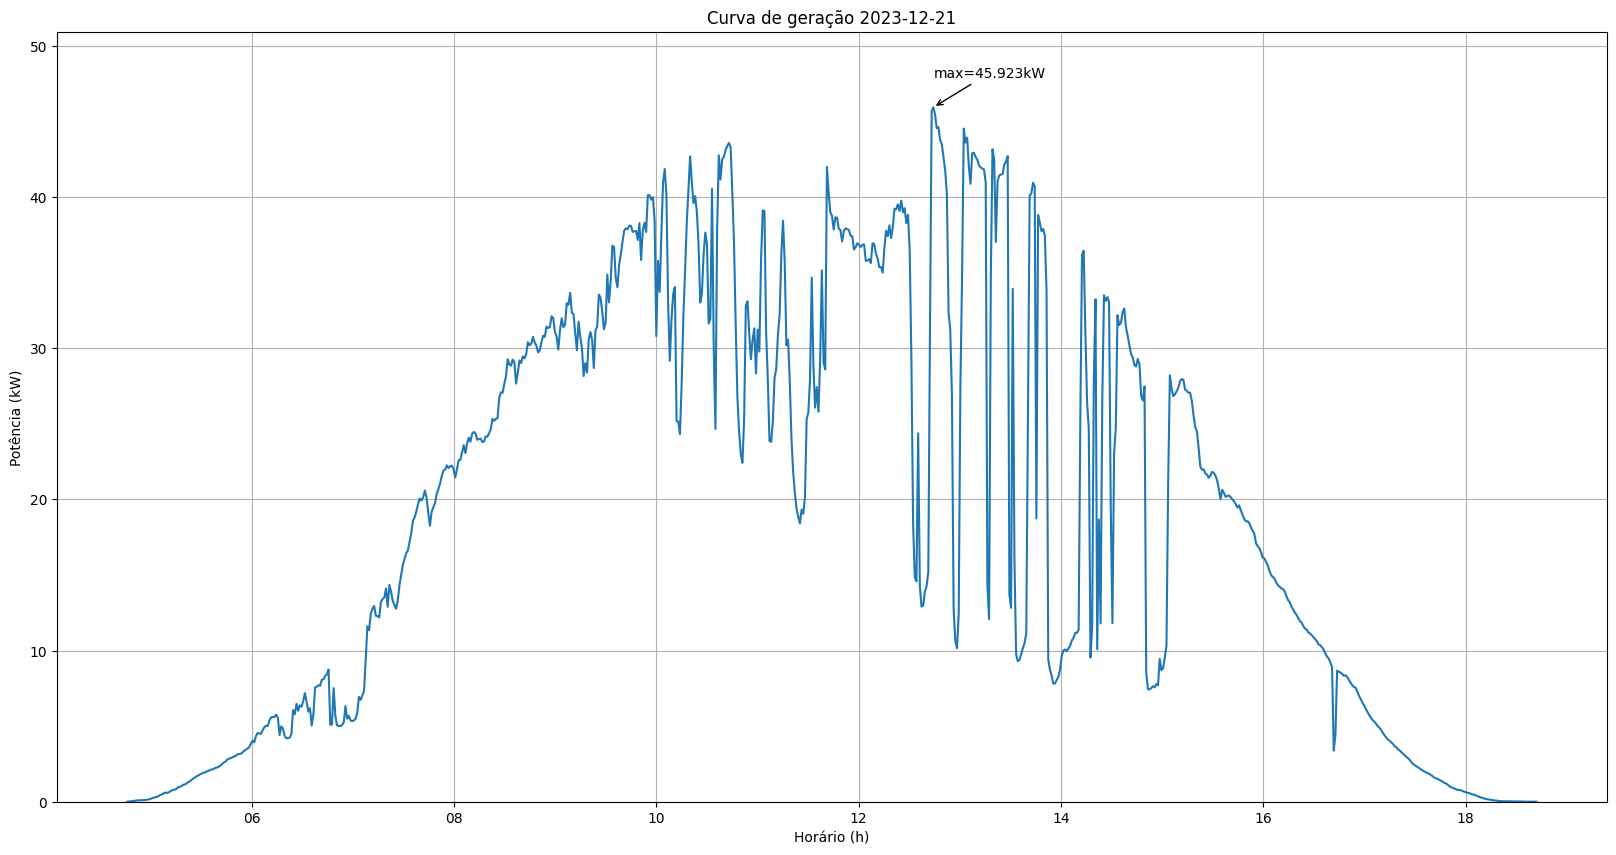 Curva de geração 2023-12-21
max=45.923kW
Potência (kW)
50
40
30
20
10
0
06 08 10 12 14 16 18
Horário (h)